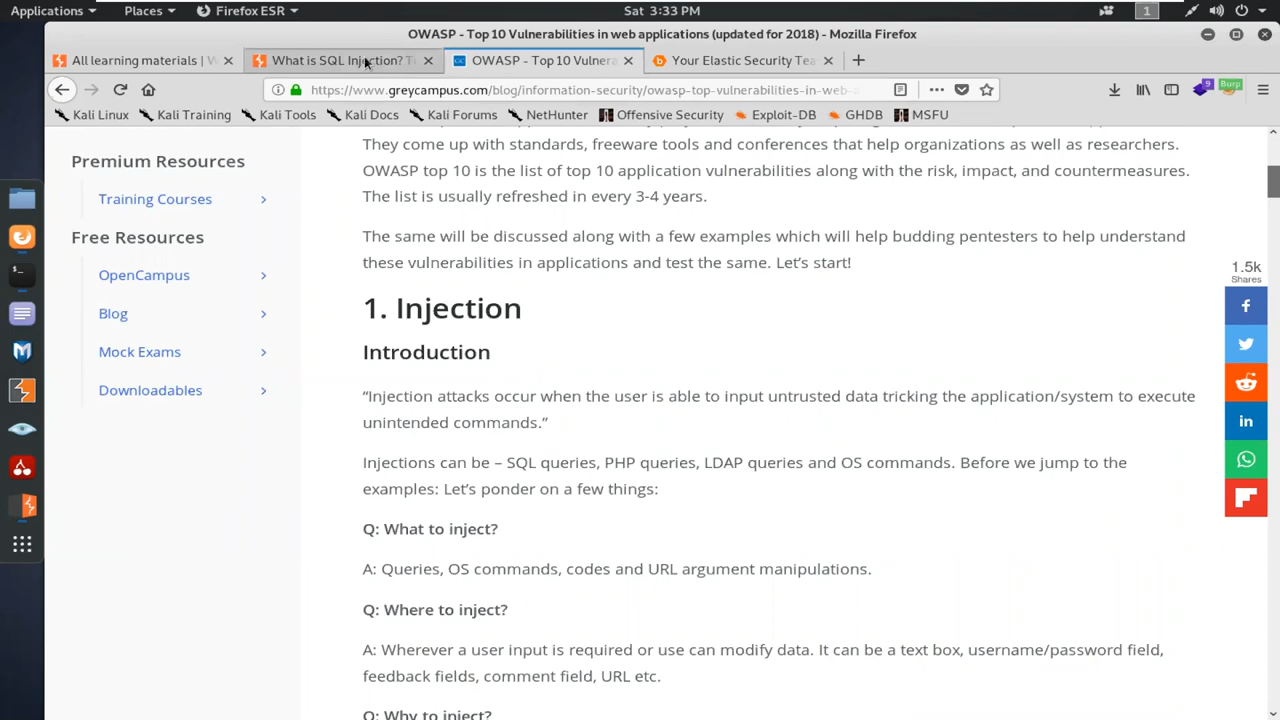 Applications
Places
Firefox ESR
Sat 3:33 PM
1
OWASP - Top 10 Vulnerabilities in web applications (updated for 2018) - Mozilla Firefox
All learning materials | W
What is SQL Injection? T
OWASP - Top 10 Vulnera
Your Elastic Security Tea
https://www.greycampus.com/blog/information-security/owasp-top-vulnerabilities-in-web-a
9
Burp
Kali Linux
Kali Training
Kali Tools
Kali Docs
Kali Forums
NetHunter
Offensive Security
Exploit-DB
GHDB
MSFU
Premium Resources
Training Courses
Free Resources
OpenCampus
Blog
Mock Exams
Downloadables
They come up with standards, freeware tools and conferences that help organizations as well as researchers.
OWASP top 10 is the list of top 10 application vulnerabilities along with the risk, impact, and countermeasures.
The list is usually refreshed in every 3-4 years.
The same will be discussed along with a few examples which will help budding pentesters to help understand
these vulnerabilities in applications and test the same. Let's start!
1. Injection
Introduction
“Injection attacks occur when the user is able to input untrusted data tricking the application/system to execute
unintended commands.”
Injections can be – SQL queries, PHP queries, LDAP queries and OS commands. Before we jump to the
examples: Let's ponder on a few things:
Q: What to inject?
A: Queries, OS commands, codes and URL argument manipulations.
Q: Where to inject?
A: Wherever a user input is required or use can modify data. It can be a text box, username/password field,
feedback fields, comment field, URL etc.
Q: Why to inject?
1.5k
Shares